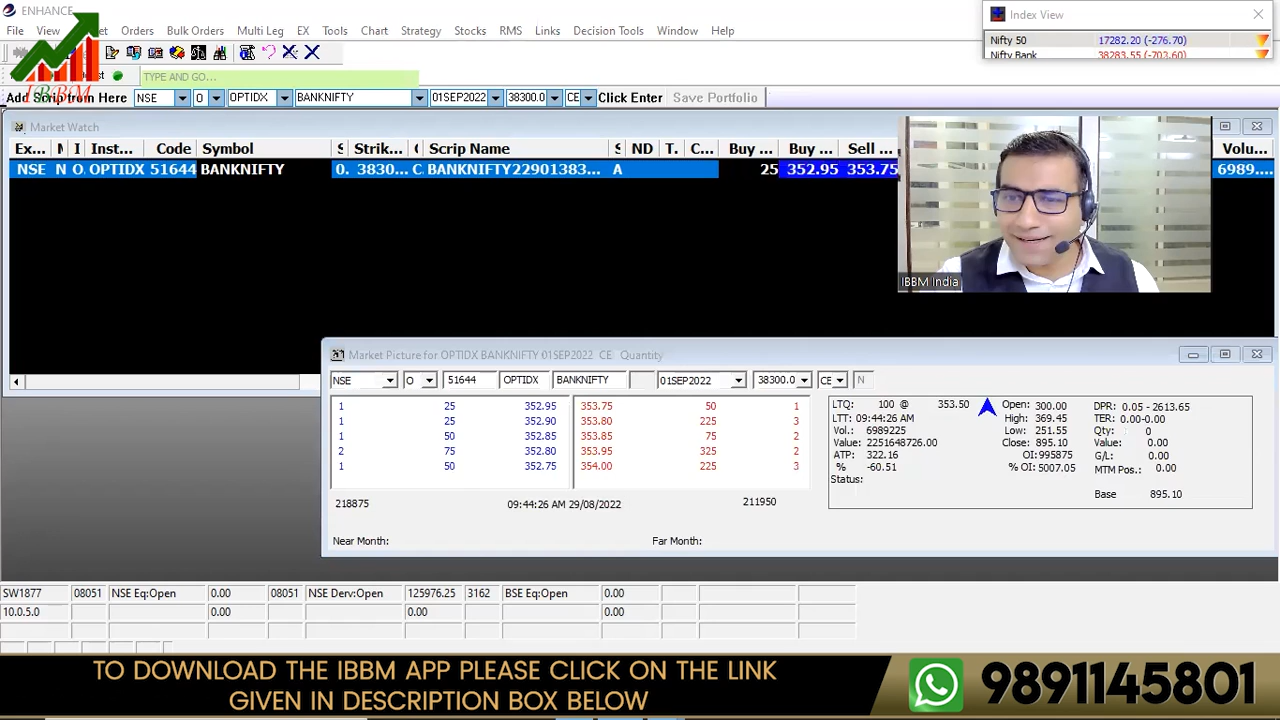 ENHANCE
File View Orders Bulk Orders Multi Leg EX Tools Chart Strategy Stocks RMS Links Decision Tools Window Help
Index View
Nifty 50 17282.20 (-276.70)
Nifty Bank 38283.55 (-703.60)
TYPE AND GO...
IBBM
Add Scrip from Here NSE O OPTIDX BANKNIFTY 01SEP2022 38300.0 CE Click Enter Save Portfolio
Market Watch
Ex... I Inst... Code Symbol Strik... Scrip Name S ND T. C... Buy ... Buy ... Sell ... Volu...
NSE N O. OPTIDX 51644 BANKNIFTY 0. 3830... C BANKNIFTY22901383... A 25 352.95 353.75 6989....
IBBM India
Market Picture for OPTIDX BANKNIFTY 01SEP2022 CE Quantity
NSE O 51644 OPTIDX BANKNIFTY 01SEP2022 38300.0 CE N
1 25 352.95 353.75 50 1
1 25 352.90 353.80 225 3
1 50 352.85 353.85 75 2
2 75 352.80 353.95 325 2
1 50 352.75 354.00 225 3
218875 09:44:26 AM 29/08/2022 211950
Near Month: Far Month:
LTQ: 100 @ 353.50 Open: 300.00 DPR: 0.05 - 2613.65
LTT: 09:44:26 AM High: 369.45 TER: 0.00-0.00
Vol.: 6989225 Low: 251.55 Qty: 0
Value: 2251648726.00 Close: 895.10 Value: 0.00
ATP: 322.16 OI: 995875 G/L: 0.00
% -60.51 % OI: 5007.05 MTM Pos.: 0.00
Status:
Base 895.10
SW1877 08051 NSE Eq:Open 0.00 08051 NSE Derv:Open 125976.25 3162 BSE Eq:Open 0.00
10.0.5.0 0.00 0.00 0.00
TO DOWNLOAD THE IBBM APP PLEASE CLICK ON THE LINK
GIVEN IN DESCRIPTION BOX BELOW
9891145801